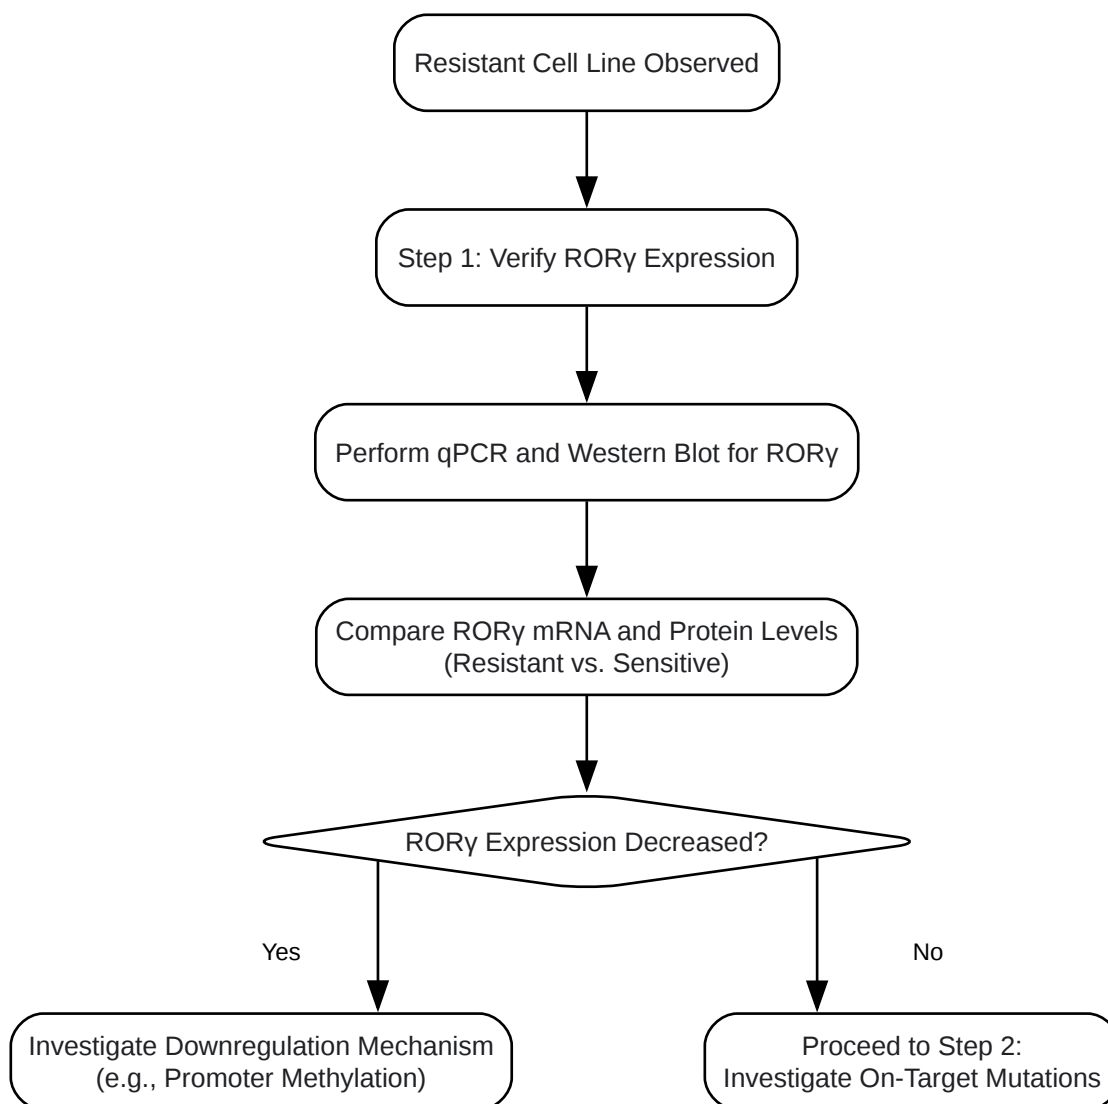 Resistant Cell Line Observed
Step 1: Verify RORγ Expression
Perform qPCR and Western Blot for RORγ
Compare RORγ mRNA and Protein Levels
(Resistant vs. Sensitive)
RORγ Expression Decreased?
Yes
No
Investigate Downregulation Mechanism
(e.g., Promoter Methylation)
Proceed to Step 2:
Investigate On-Target Mutations